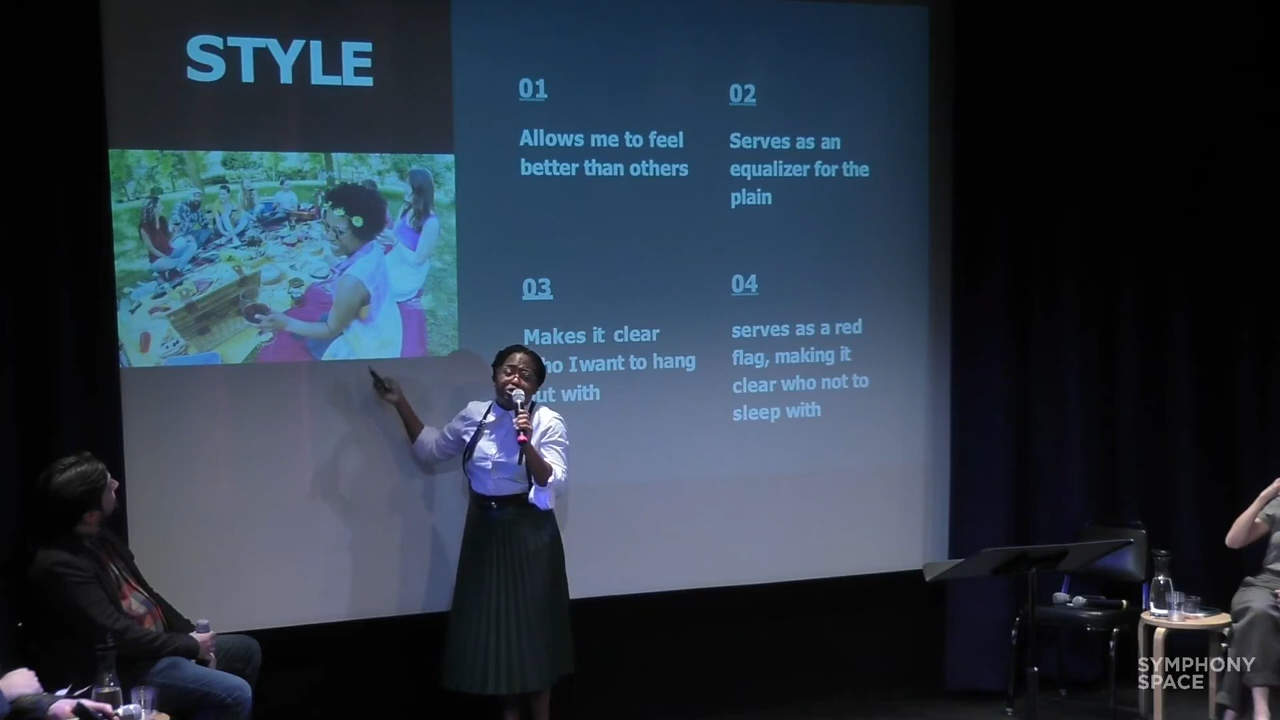 STYLE
01
Allows me to feel
better than others
02
Serves as an
equalizer for the
plain
03
Makes it clear
who I want to hang
out with
04
serves as a red
flag, making it
clear who not to
sleep with
SYMPHONY
SPACE